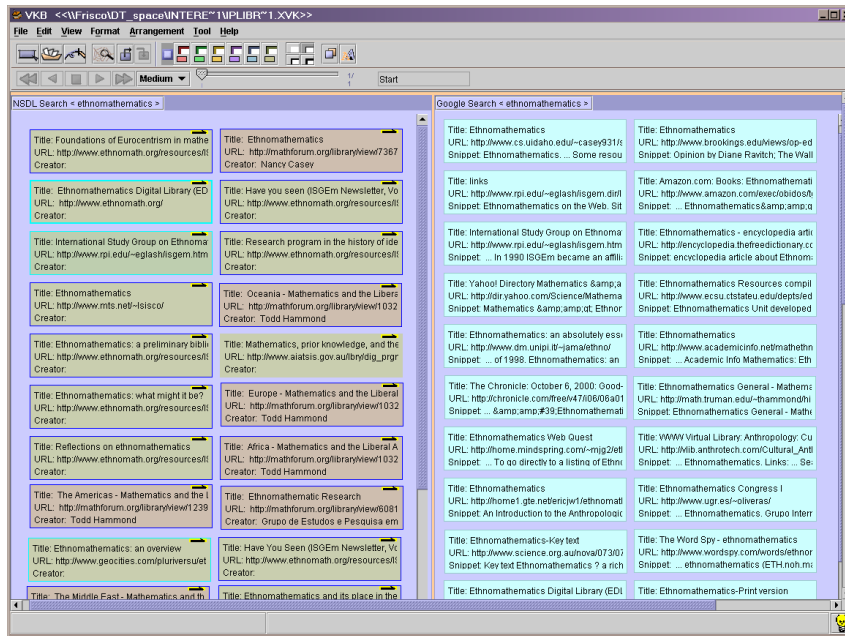 VKB <<\\Frisco\DT_space\INTERE~1\IPLIBR~1.XVK>>
File Edit View Format Arrangement Tool Help
Medium
1/
1
Start
NSDL Search < ethnomathematics >
Title: Foundations of Eurocentrism in mathe
URL: http://www.ethnomath.org/resources/IS
Creator:
Title: Ethnomathematics
URL: http://mathforum.org/library/view/7367
Creator: Nancy Casey
Title: Ethnomathematics Digital Library (ED
URL: http://www.ethnomath.org/
Creator:
Title: Have you seen (ISGEm Newsletter, Vo
URL: http://www.ethnomath.org/resources/IS
Creator:
Title: International Study Group on Ethnoma
URL: http://www.rpi.edu/~eglash/isgem.htm
Creator:
Title: Research program in the history of ide
URL: http://www.ethnomath.org/resources/IS
Creator:
Title: Ethnomathematics
URL: http://www.mts.net/~lsisco/
Creator:
Title: Oceania - Mathematics and the Libera
URL: http://mathforum.org/library/view/1032
Creator: Todd Hammond
Title: Ethnomathematics: a preliminary biblio
URL: http://www.ethnomath.org/resources/IS
Creator:
Title: Mathematics, prior knowledge, and the
URL: http://www.aiatsis.gov.au/lbry/dig_prgr
Creator:
Title: Ethnomathematics: what might it be?
URL: http://www.ethnomath.org/resources/IS
Creator:
Title: Europe - Mathematics and the Liberal
URL: http://mathforum.org/library/view/1032
Creator: Todd Hammond
Title: Reflections on ethnomathematics
URL: http://www.ethnomath.org/resources/IS
Creator:
Title: Africa - Mathematics and the Liberal A
URL: http://mathforum.org/library/view/1032
Creator: Todd Hammond
Title: The Americas - Mathematics and the L
URL: http://mathforum.org/library/view/1239
Creator: Todd Hammond
Title: Ethnomathematic Research
URL: http://mathforum.org/library/view/6081
Creator: Grupo de Estudos e Pesquisa em
Title: Ethnomathematics: an overview
URL: http://www.geocities.com/pluriversu/et
Creator:
Title: Have You Seen (ISGEm Newsletter, Vo
URL: http://www.ethnomath.org/resources/IS
Creator:
Title: The Middle East - Mathematics and th
Title: Ethnomathematics and its place in the
Google Search < ethnomathematics >
Title: Ethnomathematics
URL: http://www.cs.uidaho.edu/~casey931/s
Snippet: Ethnomathematics. ... Some resou
Title: Ethnomathematics
URL: http://www.brookings.edu/views/op-ed
Snippet: Opinion by Diane Ravitch; The Wall
Title: links
URL: http://www.rpi.edu/~eglash/isgem.dir/l
Snippet: Ethnomathematics on the Web. Sit
Title: Amazon.com: Books: Ethnomathemati
URL: http://www.amazon.com/exec/obidos/t
Snippet: ... Ethnomathematics&amp;amp;q
Title: International Study Group on Ethnoma
URL: http://www.rpi.edu/~eglash/isgem.htm
Snippet: ... In 1990 ISGEm became an affili
Title: Ethnomathematics - encyclopedia artic
URL: http://encyclopedia.thefreedictionary.cc
Snippet: encyclopedia article about Ethnom
Title: Yahoo! Directory Mathematics &amp;a
URL: http://dir.yahoo.com/Science/Mathema
Snippet: Mathematics &amp;amp;gt; Ethnor
Title: Ethnomathematics Resources compil
URL: http://www.ecsu.ctstateu.edu/depts/ed
Snippet: Ethnomathematics Unit developed
Title: Ethnomathematics: an absolutely esse
URL: http://www.dm.unipi.it/~jama/ethno/
Snippet: ... of 1998. Ethnomathematics: an
Title: Ethnomathematics
URL: http://www.academicinfo.net/mathethn
Snippet: ... Academic Info Mathematics: Eth
Title: The Chronicle: October 6, 2000: Good-
URL: http://chronicle.com/free/v47/i06/06a01
Snippet: ... &amp;amp;#39;Ethnomathemati
Title: Ethnomathematics General - Mathema
URL: http://math.truman.edu/~thammond/hi
Snippet: Ethnomathematics General - Mathe
Title: Ethnomathematics Web Quest
URL: http://home.mindspring.com/~mjg2/etl
Snippet: ... To go directly to a listing of Ethno
Title: WWW Virtual Library: Anthropology: Cu
URL: http://vlib.anthrotech.com/Cultural_Antl
Snippet: ... Ethnomathematics. Links: ... Sea
Title: Ethnomathematics
URL: http://home1.gte.net/ericjw1/ethnomatl
Snippet: An Introduction to the Anthropologic
Title: Ethnomathematics Congress I
URL: http://www.ugr.es/~oliveras/
Snippet: ... Ethnomathematics. Grupo Interr
Title: Ethnomathematics-Key text
URL: http://www.science.org.au/nova/073/07
Snippet: Key text Ethnomathematics ? a rich
Title: The Word Spy - ethnomathematics
URL: http://www.wordspy.com/words/ethnor
Snippet: ... ethnomathematics (ETH.noh.ma
Title: Ethnomathematics Digital Library (EDL
Title: Ethnomathematics-Print version